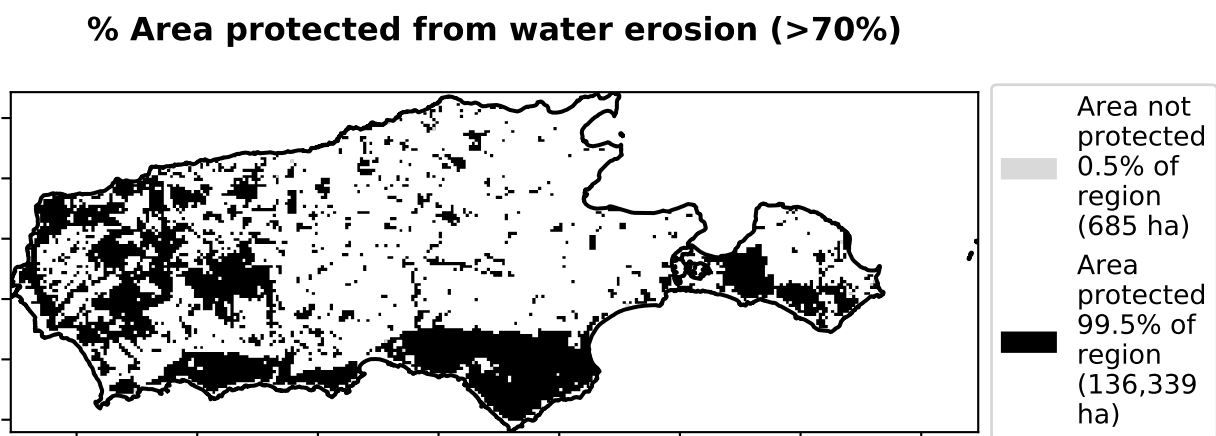 % Area protected from water erosion (>70%)
Area not
protected
0.5% of
region
(685 ha)
Area
protected
99.5% of
region
(136,339
ha)